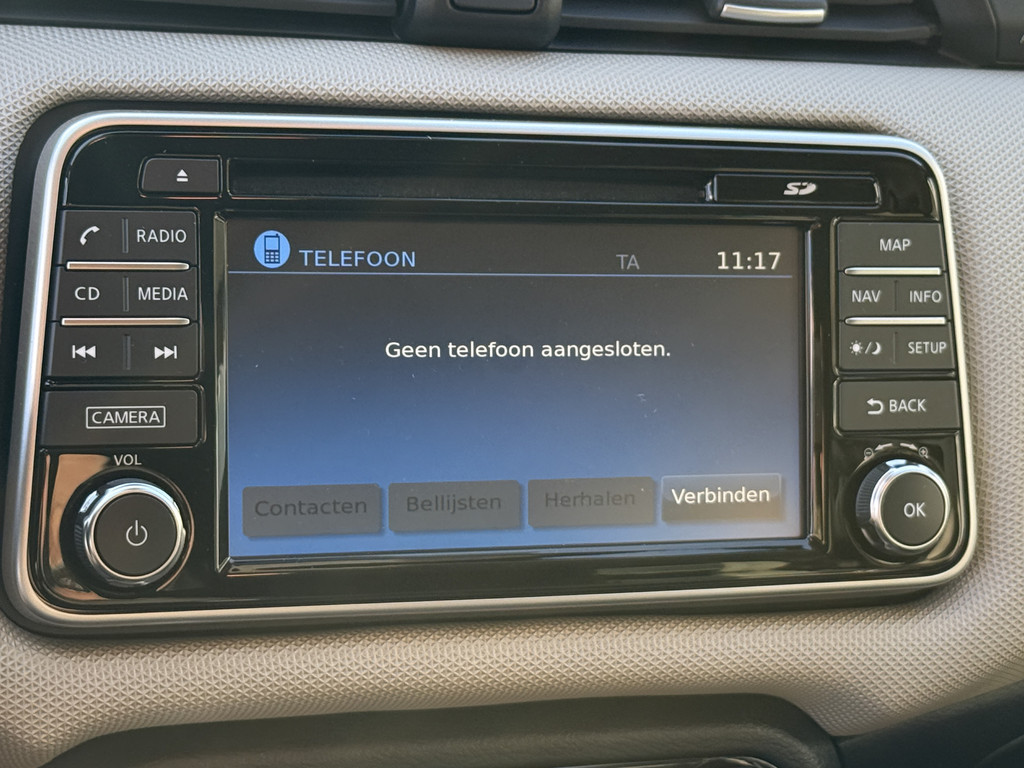 SD
RADIO
MAP
TELEFOON TA 11:17
CD MEDIA
NAV INFO
Geen telefoon aangesloten.
SETUP
CAMERA
BACK
VOL
Contacten Bellijsten Herhalen Verbinden
OK